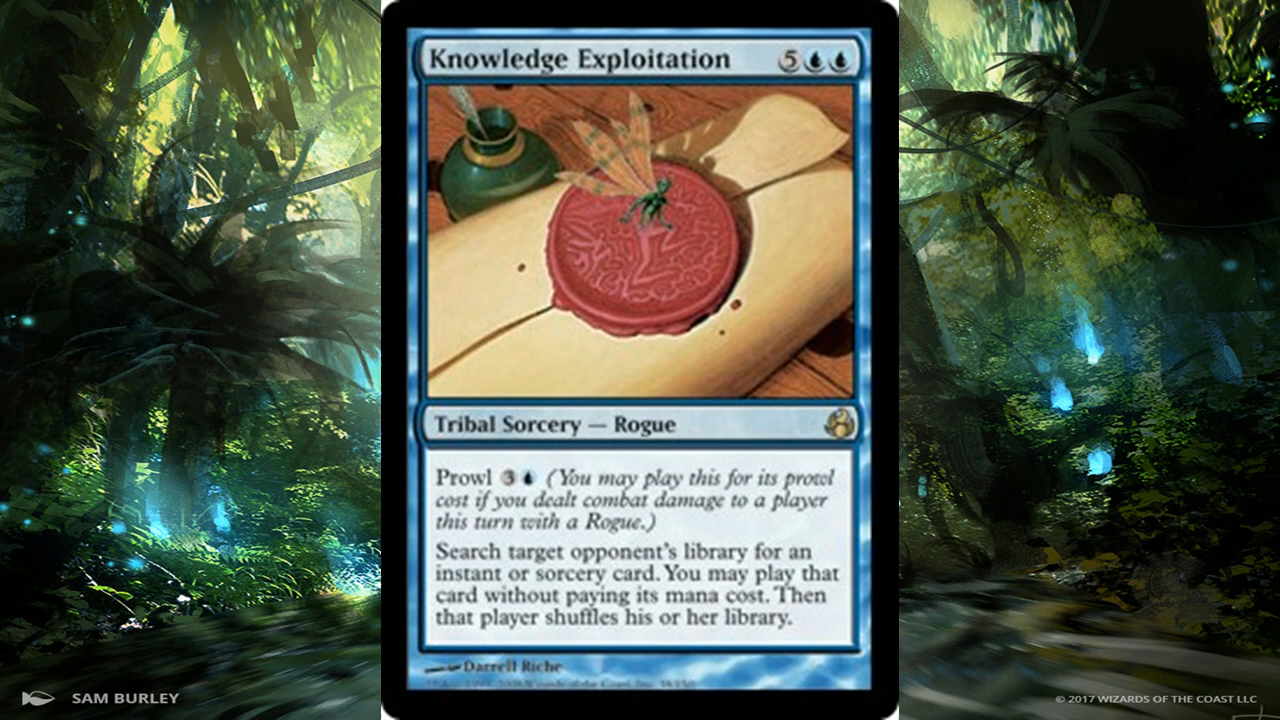 Knowledge Exploitation 5
Tribal Sorcery — Rogue
Prowl 3 (You may play this for its prowl
cost if you dealt combat damage to a player
this turn with a Rogue.)
Search target opponent's library for an
instant or sorcery card. You may play that
card without paying its mana cost. Then
that player shuffles his or her library.
Darrell Riche
SAM BURLEY
© 2017 WIZARDS OF THE COAST LLC